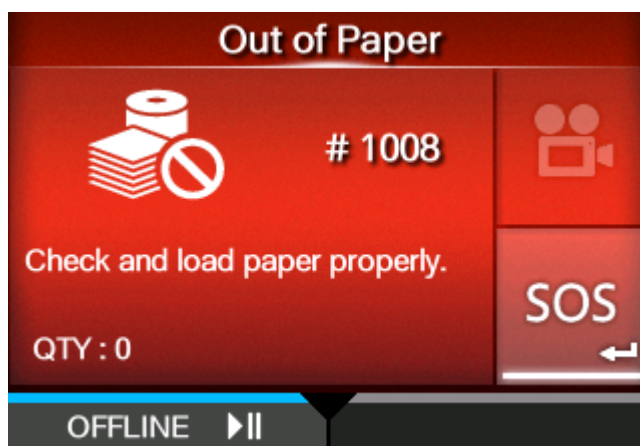 Out of Paper
# 1008
Check and load paper properly.
SOS
QTY : 0
OFFLINE